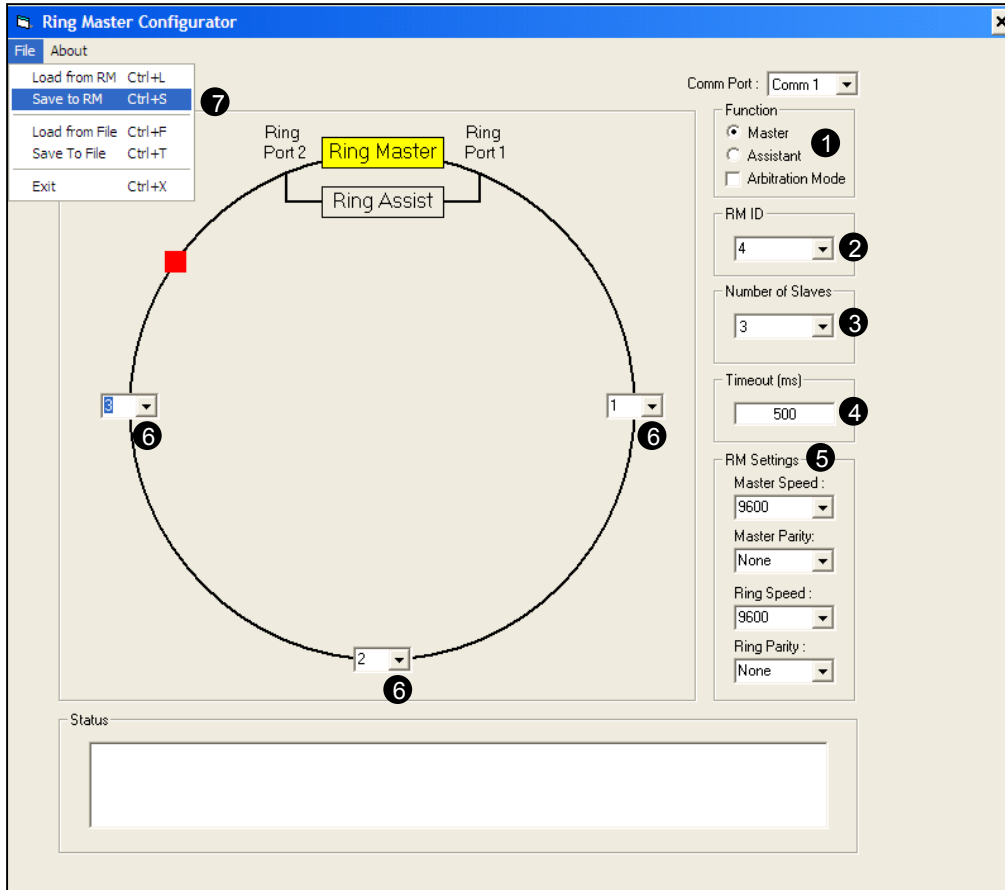 Ring Master Configurator
File About
Load from RM Ctrl+L
Save to RM Ctrl+S
Load from File Ctrl+F
Save To File Ctrl+T
Exit Ctrl+X
7
Comm Port : Comm 1
Function
Master
Assistant
Arbitration Mode
1
RM ID
4
2
Number of Slaves
3
3
Timeout (ms)
500
4
RM Settings
5
Master Speed :
9600
Master Parity:
None
Ring Speed :
9600
Ring Parity :
None
Ring
Port 2
Ring Master
Ring
Port 1
Ring Assist
3
6
1
6
2
6
Status